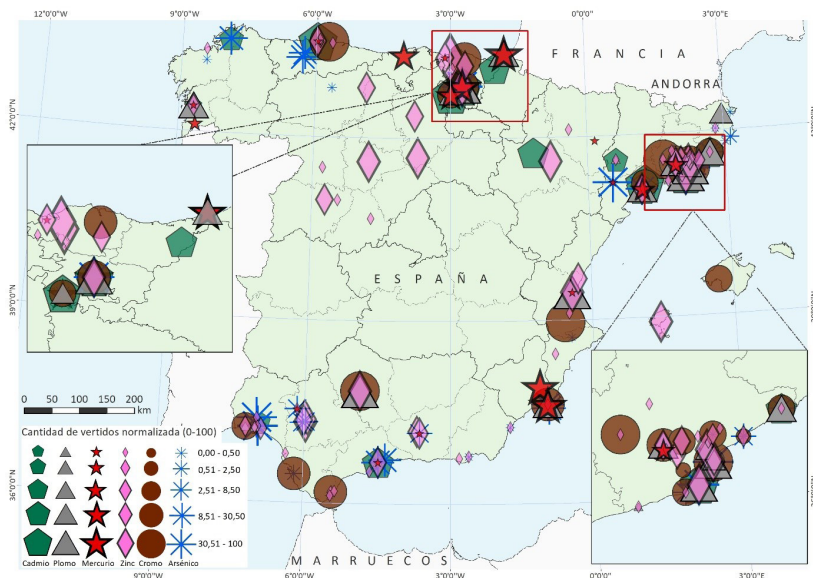 12°0'0"W 9°0'0"W 6°0'0"W 3°0'0"W 0°0'0" 3°0'0"E
FRANCIA
ANDORRA
42°0'0"N
ESPAÑA
39°0'0"N
0 50 100 200
km
Cantidad de vertidos normalizada (0-100)
0,00 - 0,50
0,51 - 2,50
2,51 - 8,50
8,51 - 30,50
30,51 - 100
Cadmio Plomo Mercurio Zinc Cromo Arsénico
36°0'0"N
MARRUECOS
9°0'0"W 6°0'0"W 3°0'0"W 0°0'0" 3°0'0"E